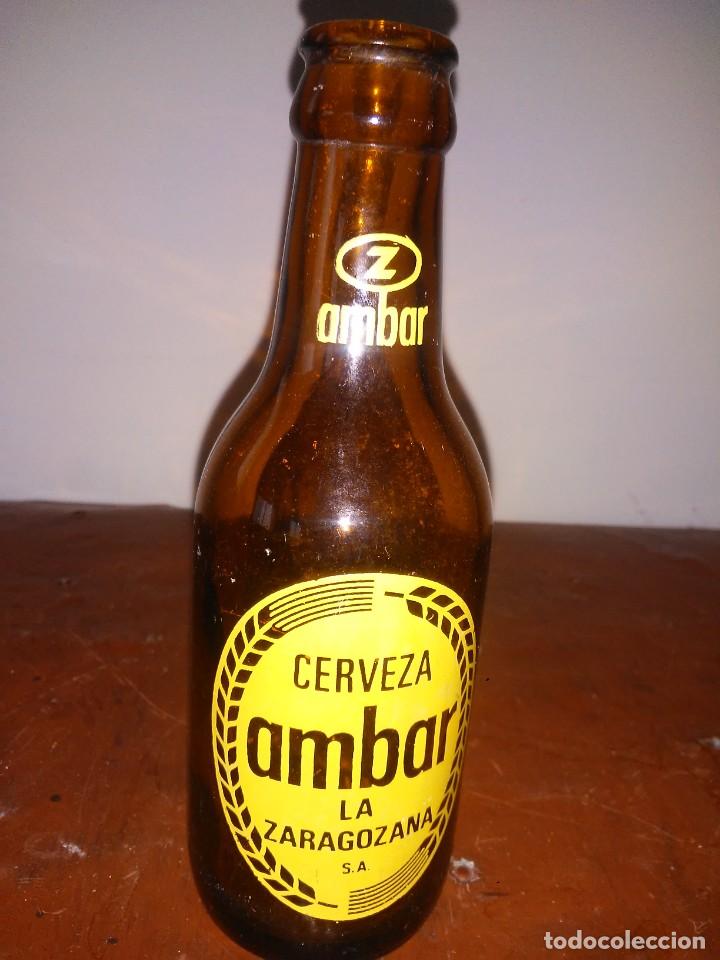 Z
ambar
CERVEZA
ambar
LA
ZARAGOZANA
S.A.
todocoleccion